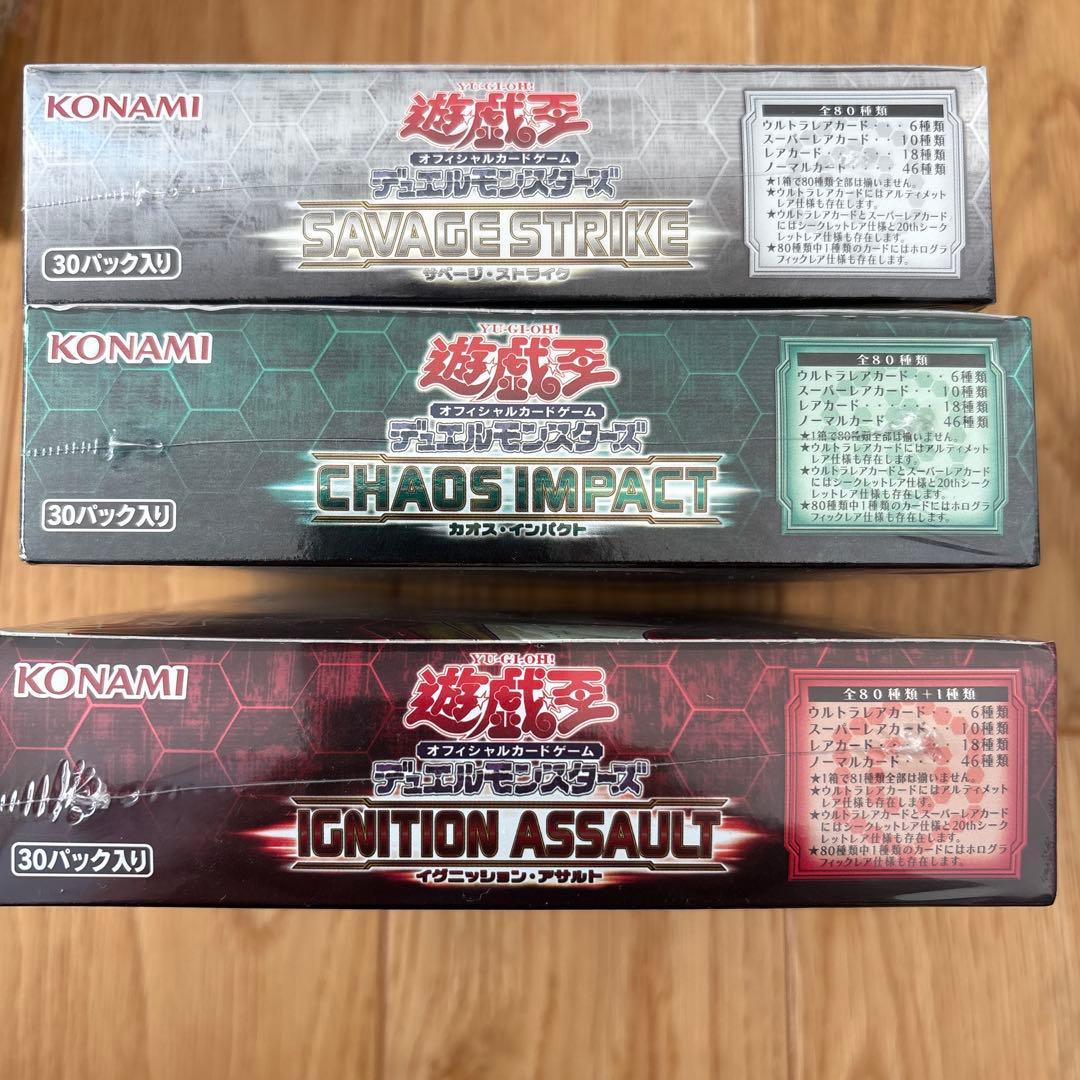 KONAMI
YU-GI-OH!
遊☆戯☆王
オフィシャルカードゲーム
デュエルモンスターズ
SAVAGE STRIKE
サベージ・ストライク
30パック入り
全80種類
ウルトラレアカード・・・6種類
スーパーレアカード・・・10種類
レアカード・・・18種類
ノーマルカード・・・46種類
★1箱で80種類全部は揃いません。
★ウルトラレアカードにはアルティメット
レア仕様も存在します。
★ウルトラレアカードとスーパーレアカード
にはシークレットレア仕様と20thシーク
レットレア仕様も存在します。
★80種類中1種類のカードにはホログラ
フィックレア仕様も存在します。
KONAMI
YU-GI-OH!
遊☆戯☆王
オフィシャルカードゲーム
デュエルモンスターズ
CHAOS IMPACT
カオス・インパクト
30パック入り
全80種類
ウルトラレアカード・・・6種類
スーパーレアカード・・・10種類
レアカード・・・18種類
ノーマルカード・・・46種類
★1箱で80種類全部は揃いません。
★ウルトラレアカードにはアルティメット
レア仕様も存在します。
★ウルトラレアカードとスーパーレアカード
にはシークレットレア仕様と20thシーク
レットレア仕様も存在します。
★80種類中1種類のカードにはホログラ
フィックレア仕様も存在します。
KONAMI
YU-GI-OH!
遊☆戯☆王
オフィシャルカードゲーム
デュエルモンスターズ
IGNITION ASSAULT
イグニッション・アサルト
30パック入り
全80種類+1種類
ウルトラレアカード・・・6種類
スーパーレアカード・・・10種類
レアカード・・・18種類
ノーマルカード・・・46種類
★1箱で81種類全部は揃いません。
★ウルトラレアカードにはアルティメット
レア仕様も存在します。
★ウルトラレアカードとスーパーレアカード
にはシークレットレア仕様と20thシーク
レットレア仕様も存在します。
★80種類中1種類のカードにはホログラ
フィックレア仕様も存在します。